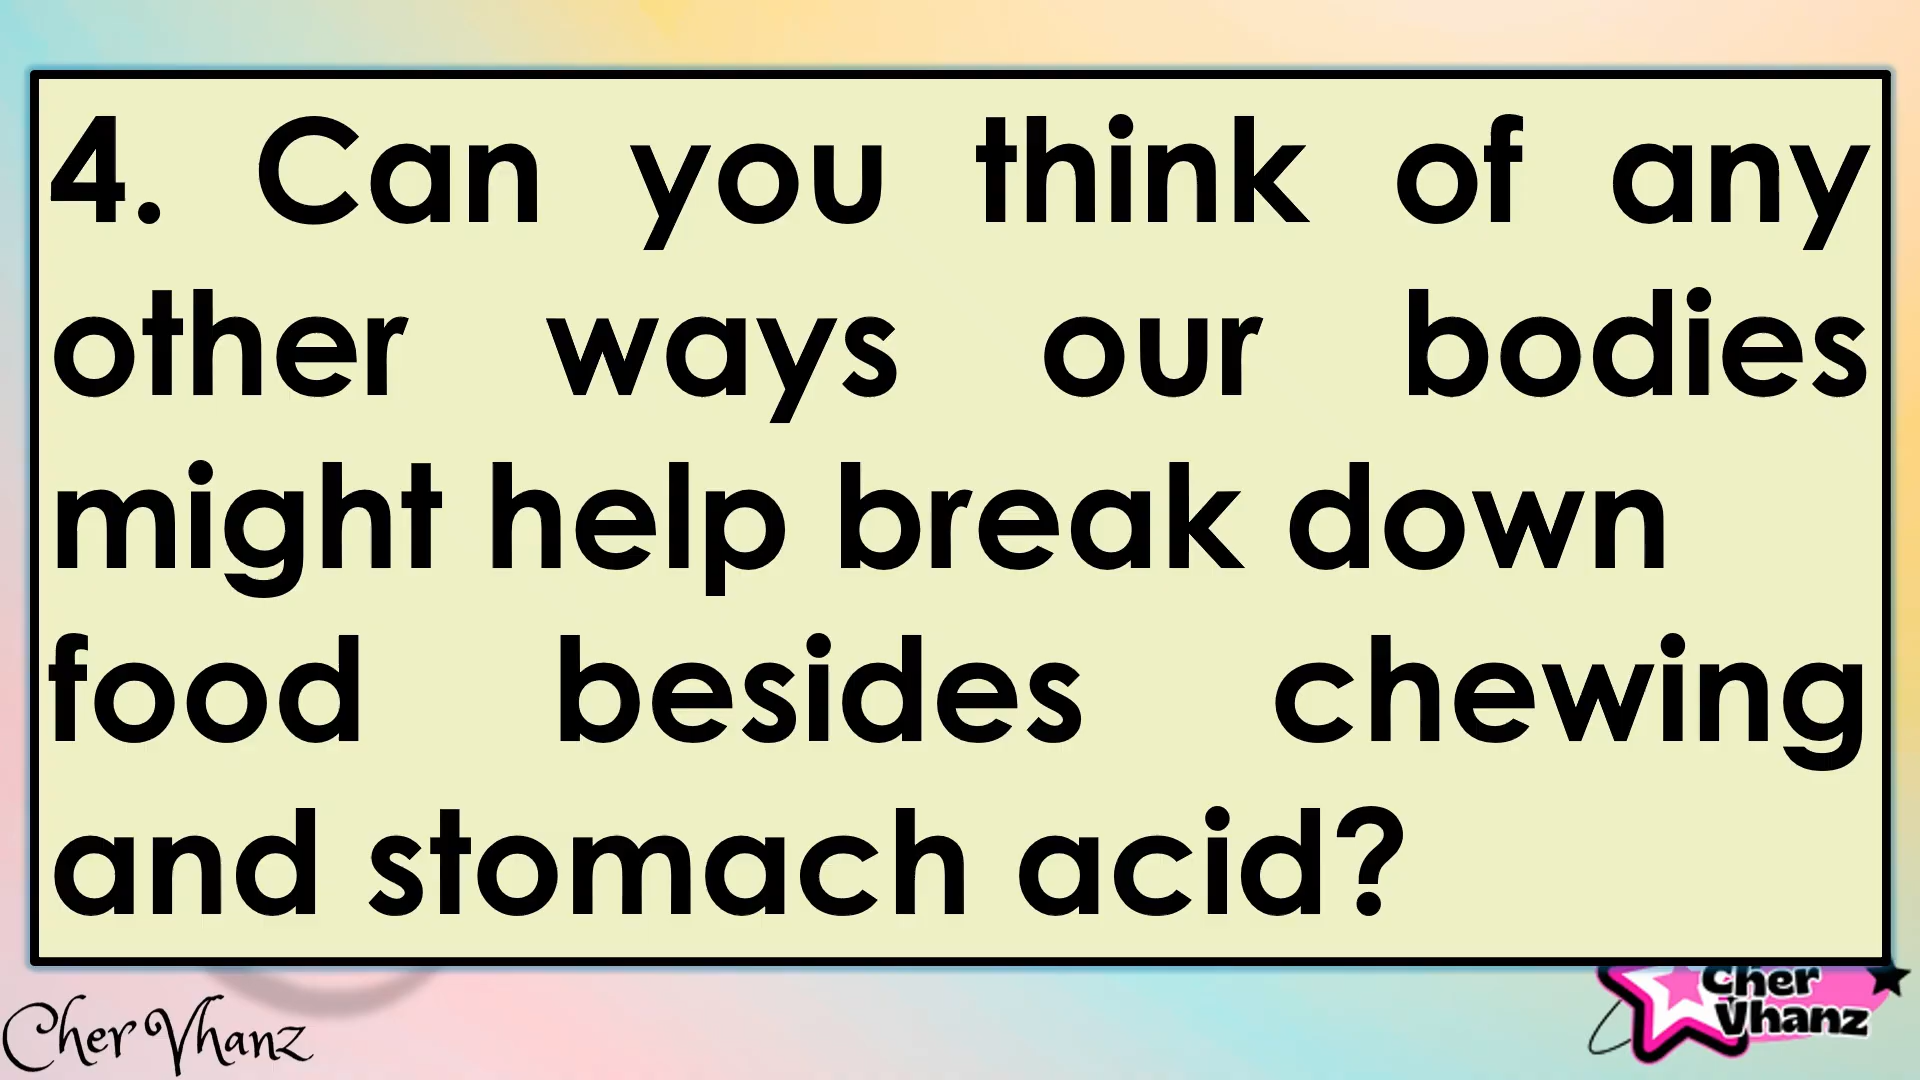 4. Can you think of any
other ways our bodies
might help break down
food besides chewing
and stomach acid?
Cher Vhanz
Cher
Vhanz